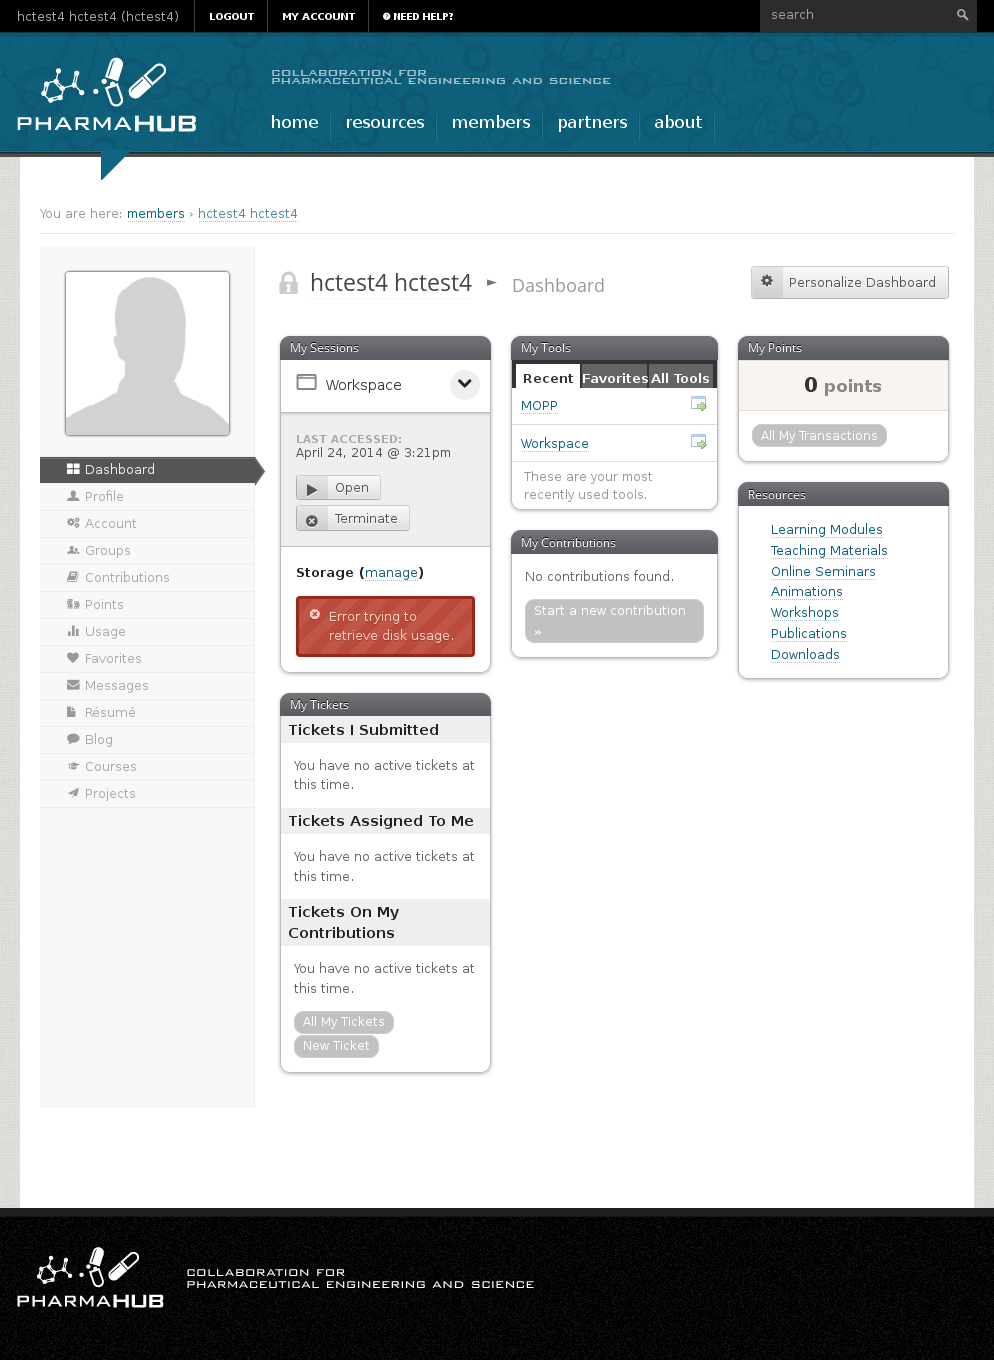 hctest4 hctest4 (hctest4)
LOGOUT
MY ACCOUNT
NEED HELP?
search
PHARMAHUB
COLLABORATION FOR
PHARMACEUTICAL ENGINEERING AND SCIENCE
home
resources
members
partners
about
You are here: members › hctest4 hctest4
Dashboard
Profile
Account
Groups
Contributions
Points
Usage
Favorites
Messages
Résumé
Blog
Courses
Projects
hctest4 hctest4 ► Dashboard
Personalize Dashboard
My Sessions
Workspace
LAST ACCESSED:
April 24, 2014 @ 3:21pm
Open
Terminate
Storage (manage)
Error trying to
retrieve disk usage.
My Tickets
Tickets I Submitted
You have no active tickets at
this time.
Tickets Assigned To Me
You have no active tickets at
this time.
Tickets On My
Contributions
You have no active tickets at
this time.
All My Tickets
New Ticket
My Tools
Recent
Favorites
All Tools
MOPP
Workspace
These are your most
recently used tools.
My Contributions
No contributions found.
Start a new contribution
»
My Points
0 points
All My Transactions
Resources
Learning Modules
Teaching Materials
Online Seminars
Animations
Workshops
Publications
Downloads
PHARMAHUB
COLLABORATION FOR
PHARMACEUTICAL ENGINEERING AND SCIENCE